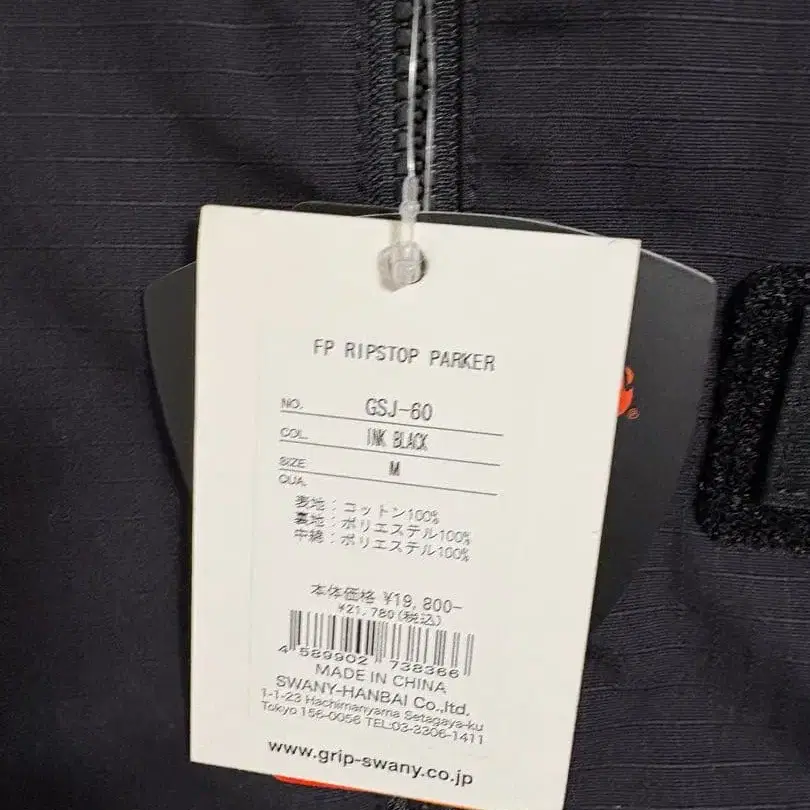 FP RIPSTOP PARKER
NO. GSJ-60
COL. INK BLACK
SIZE M
QUA.
表地：コットン100%
裏地：ポリエステル100%
中綿：ポリエステル100%
本体価格 ¥19,800-
¥21,780(税込)
4 589902 738366
MADE IN CHINA
SWANY-HANBAI Co.,ltd.
1-1-23 Hachimanyama Setagaya-ku
Tokyo 156-0056 TEL:03-3306-1411
www.grip-swany.co.jp